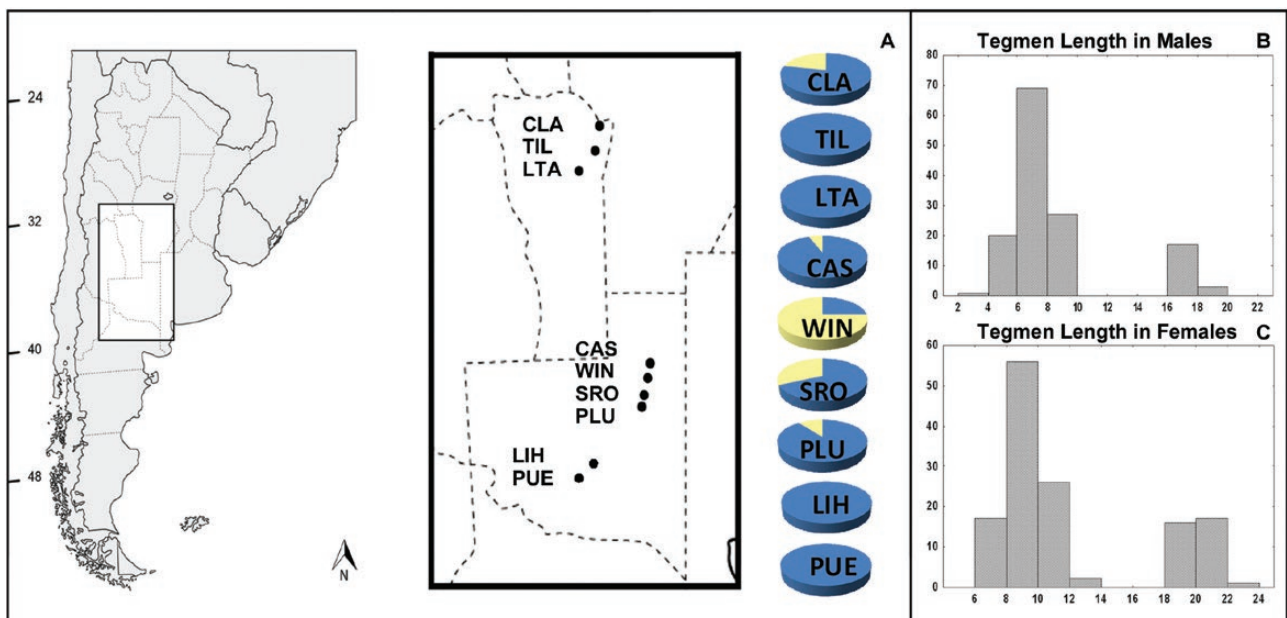 24
32
40
48
N
CLA
TIL
LTA
CAS
WIN
SRO
PLU
LIH
PUE
A
CLA
TIL
LTA
CAS
WIN
SRO
PLU
LIH
PUE
B
Tegmen Length in Males
80
70
60
50
40
30
20
10
0
2 4 6 8 10 12 14 16 18 20 22
C
Tegmen Length in Females
60
50
40
30
20
10
0
6 8 10 12 14 16 18 20 22 24